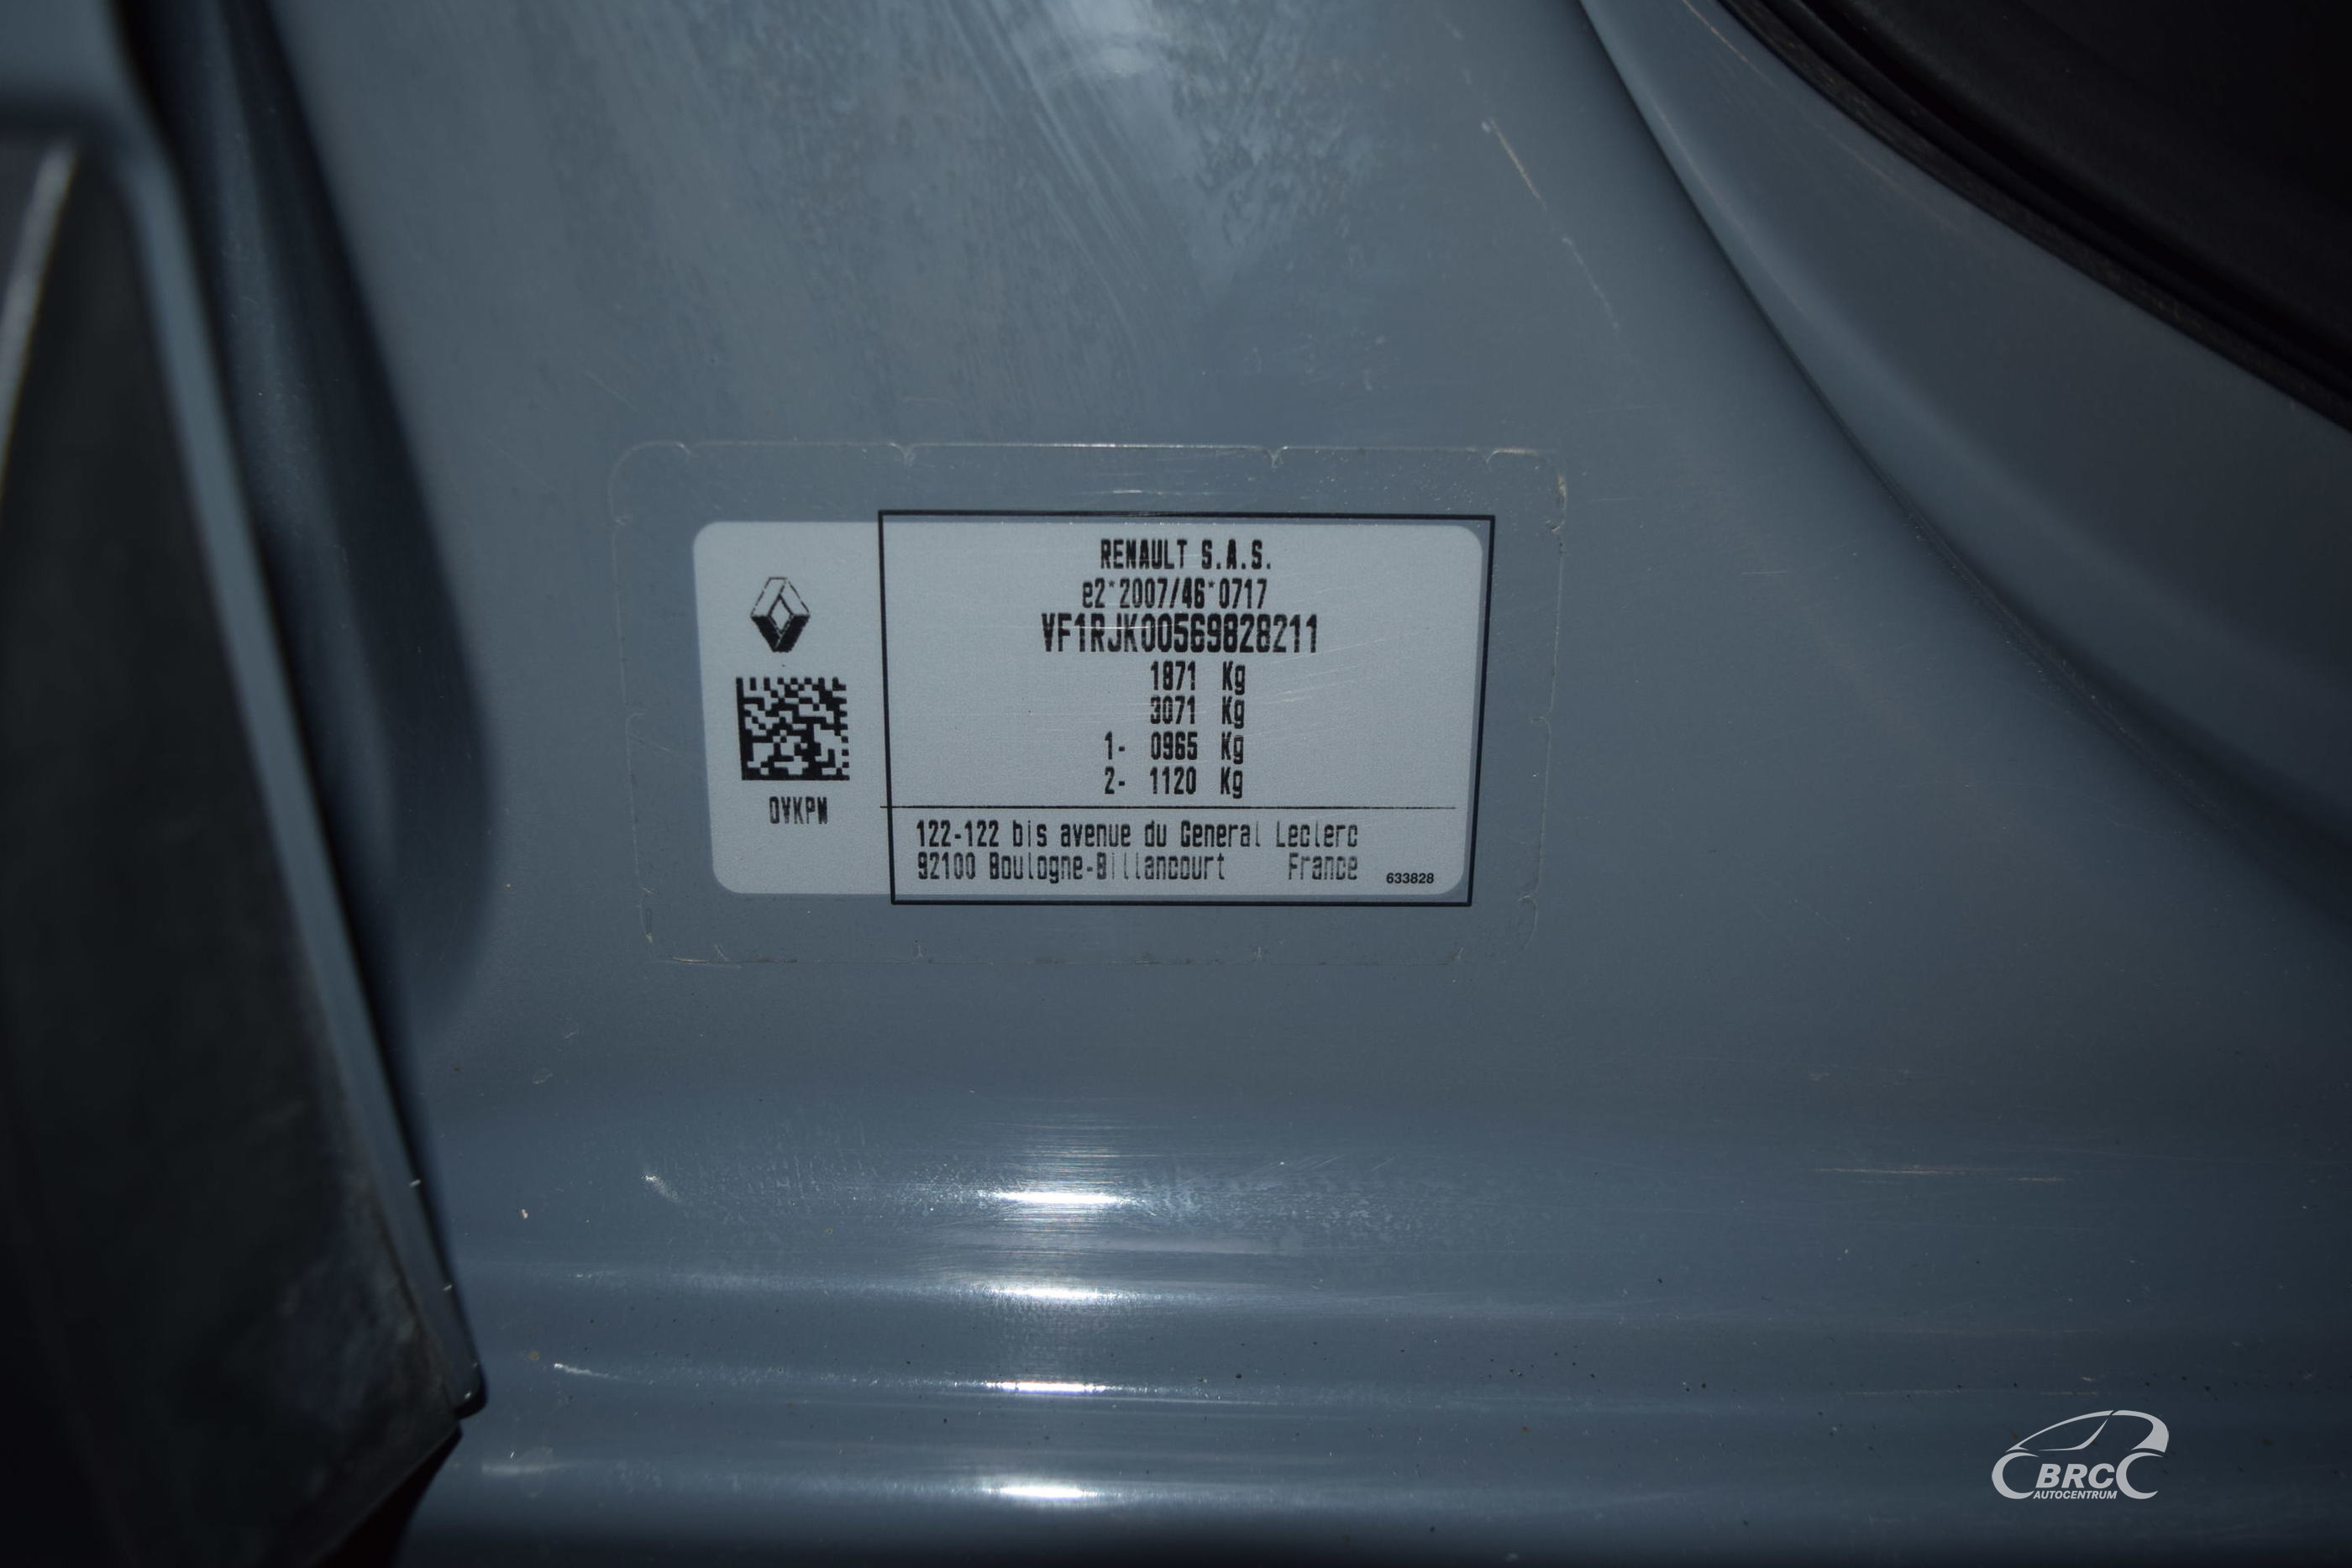 RENAULT S.A.S.
e2*2007/46*0717
VF1RJK00569828211
1871 Kg
3071 Kg
1- 0965 Kg
2- 1120 Kg
OVKPW
122-122 bis avenue du General Leclerc
92100 Boulogne-Billancourt France
633828
BRC
AUTOCENTRUM